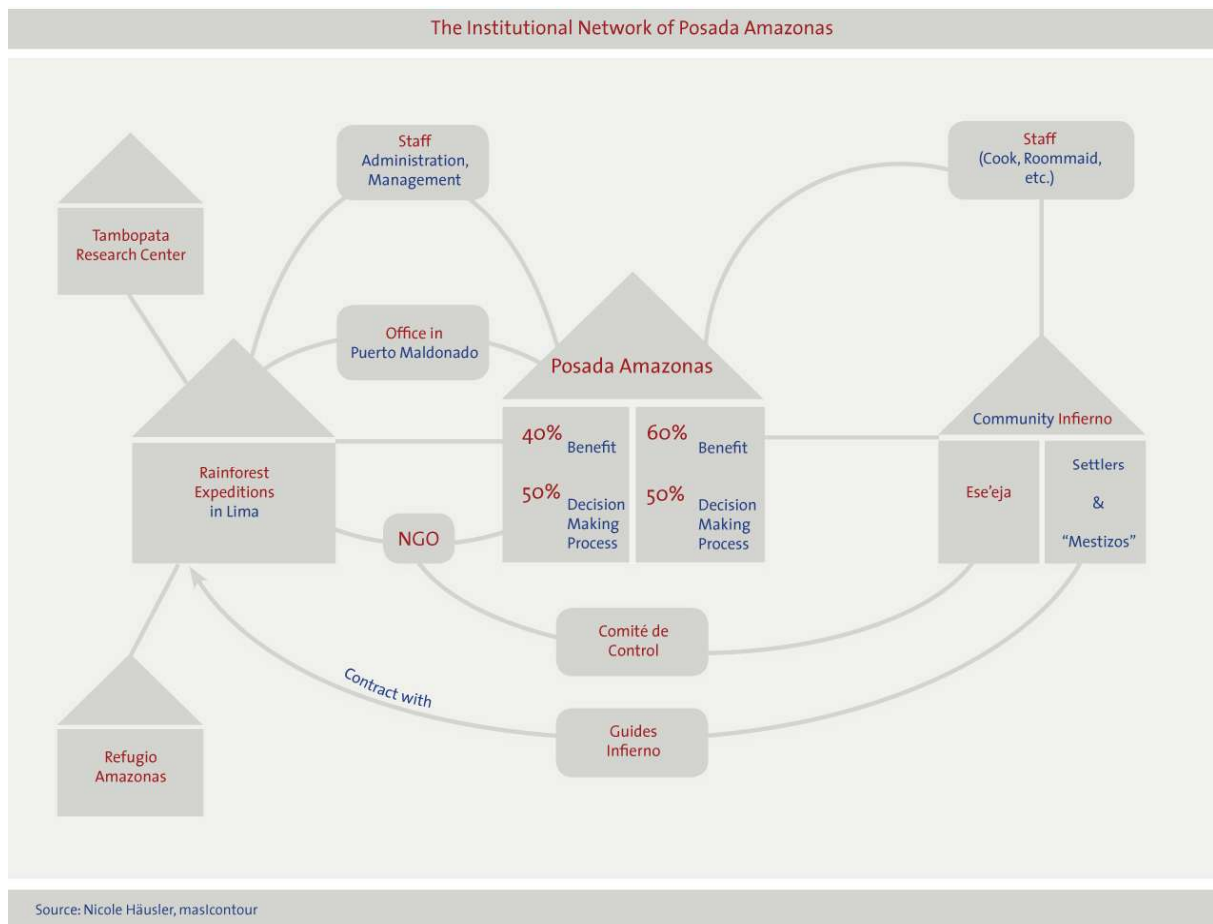 The Institutional Network of Posada Amazonas
Staff
Administration,
Management
Staff
(Cook, Roommaid,
etc.)
Tambopata
Research Center
Office in
Puerto Maldonado
Posada Amazonas
40% Benefit
50% Decision
Making
Process
60% Benefit
50% Decision
Making
Process
Community Infierno
Ese'eja
Settlers
&
“Mestizos”
Rainforest
Expeditions
in Lima
NGO
Comité de
Control
Contract with
Guides
Infierno
Refugio
Amazonas
Source: Nicole Häusler, mas|contour